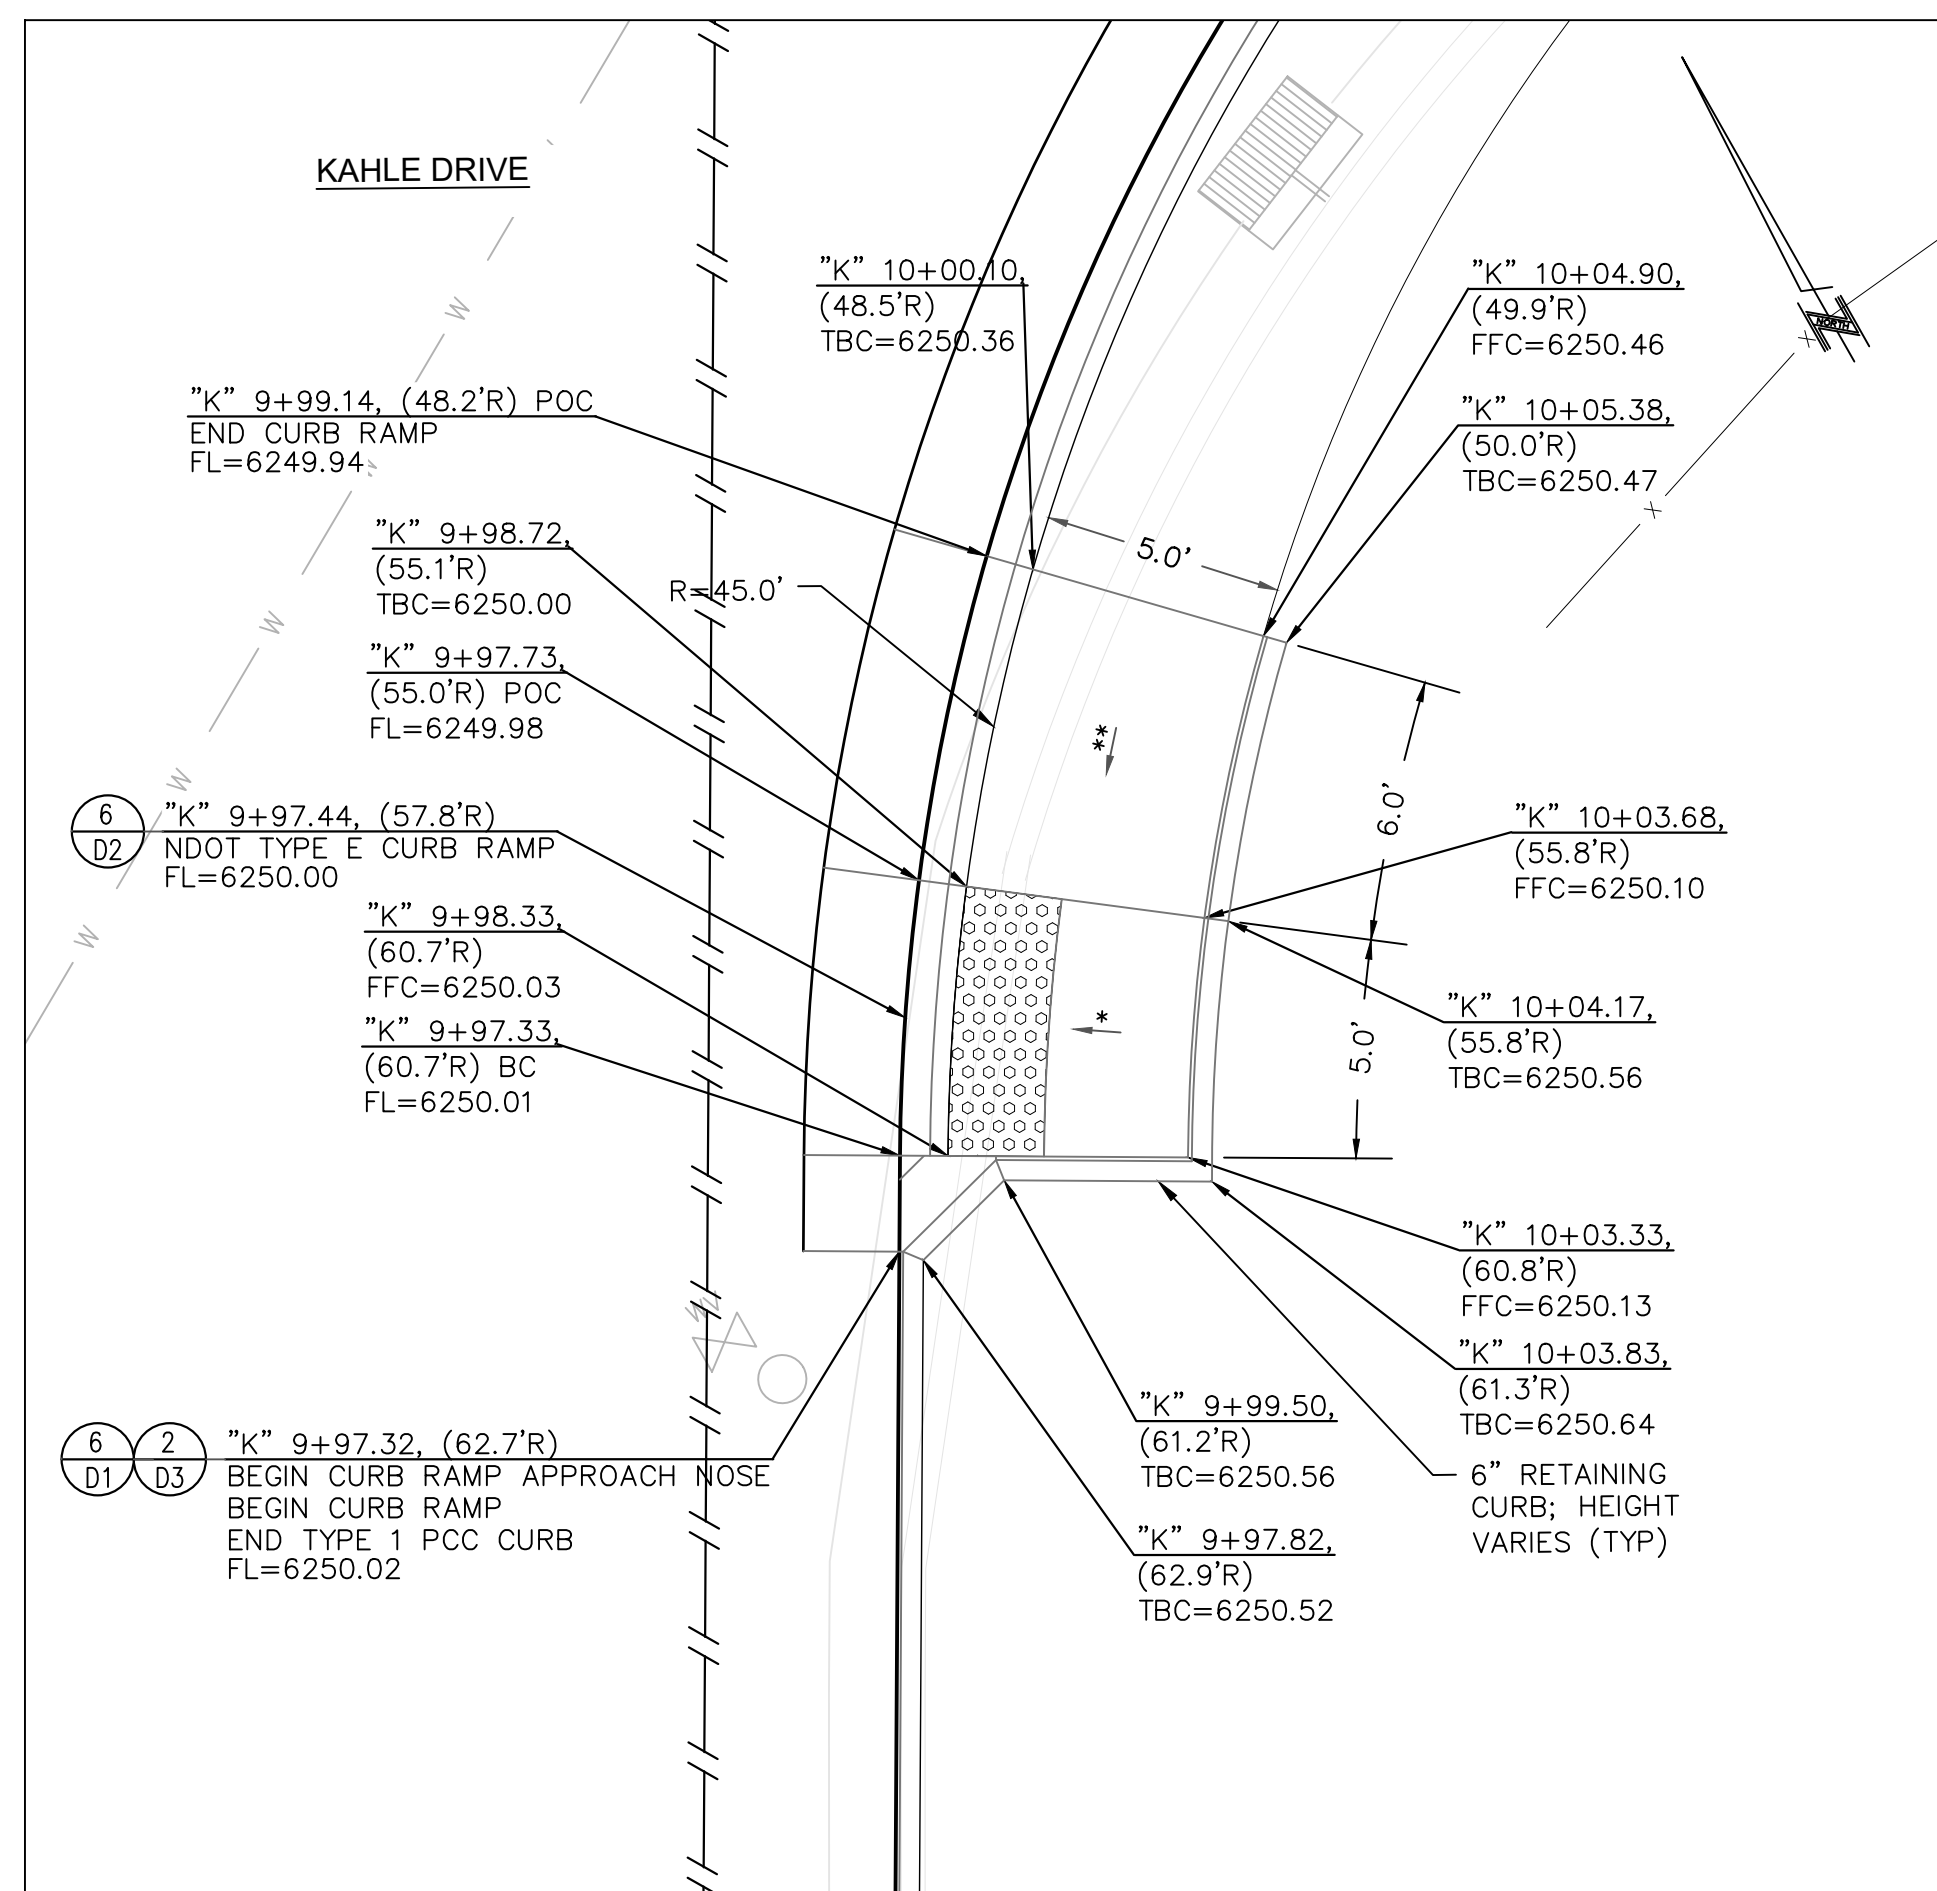 KAHLE DRIVE
"K" 10+00.10,
(48.5'R)
TBC=6250.36
"K" 10+04.90,
(49.9'R)
FFC=6250.46
NORTH
X
X
"K" 9+99.14, (48.2'R) POC
END CURB RAMP
FL=6249.94
"K" 10+05.38,
(50.0'R)
TBC=6250.47
"K" 9+98.72,
(55.1'R)
TBC=6250.00
R=45.0'
5.0'
"K" 9+97.73,
(55.0'R) POC
FL=6249.98
**
6.0'
6
D2
"K" 9+97.44, (57.8'R)
NDOT TYPE E CURB RAMP
FL=6250.00
"K" 10+03.68,
(55.8'R)
FFC=6250.10
"K" 9+98.33,
(60.7'R)
FFC=6250.03
"K" 9+97.33,
(60.7'R) BC
FL=6250.01
*
5.0'
"K" 10+04.17,
(55.8'R)
TBC=6250.56
"K" 10+03.33,
(60.8'R)
FFC=6250.13
"K" 10+03.83,
(61.3'R)
TBC=6250.64
"K" 9+99.50,
(61.2'R)
TBC=6250.56
6" RETAINING
CURB; HEIGHT
VARIES (TYP)
6
D1
2
D3
"K" 9+97.32, (62.7'R)
BEGIN CURB RAMP APPROACH NOSE
BEGIN CURB RAMP
END TYPE 1 PCC CURB
FL=6250.02
"K" 9+97.82,
(62.9'R)
TBC=6250.52
W
W
W
W